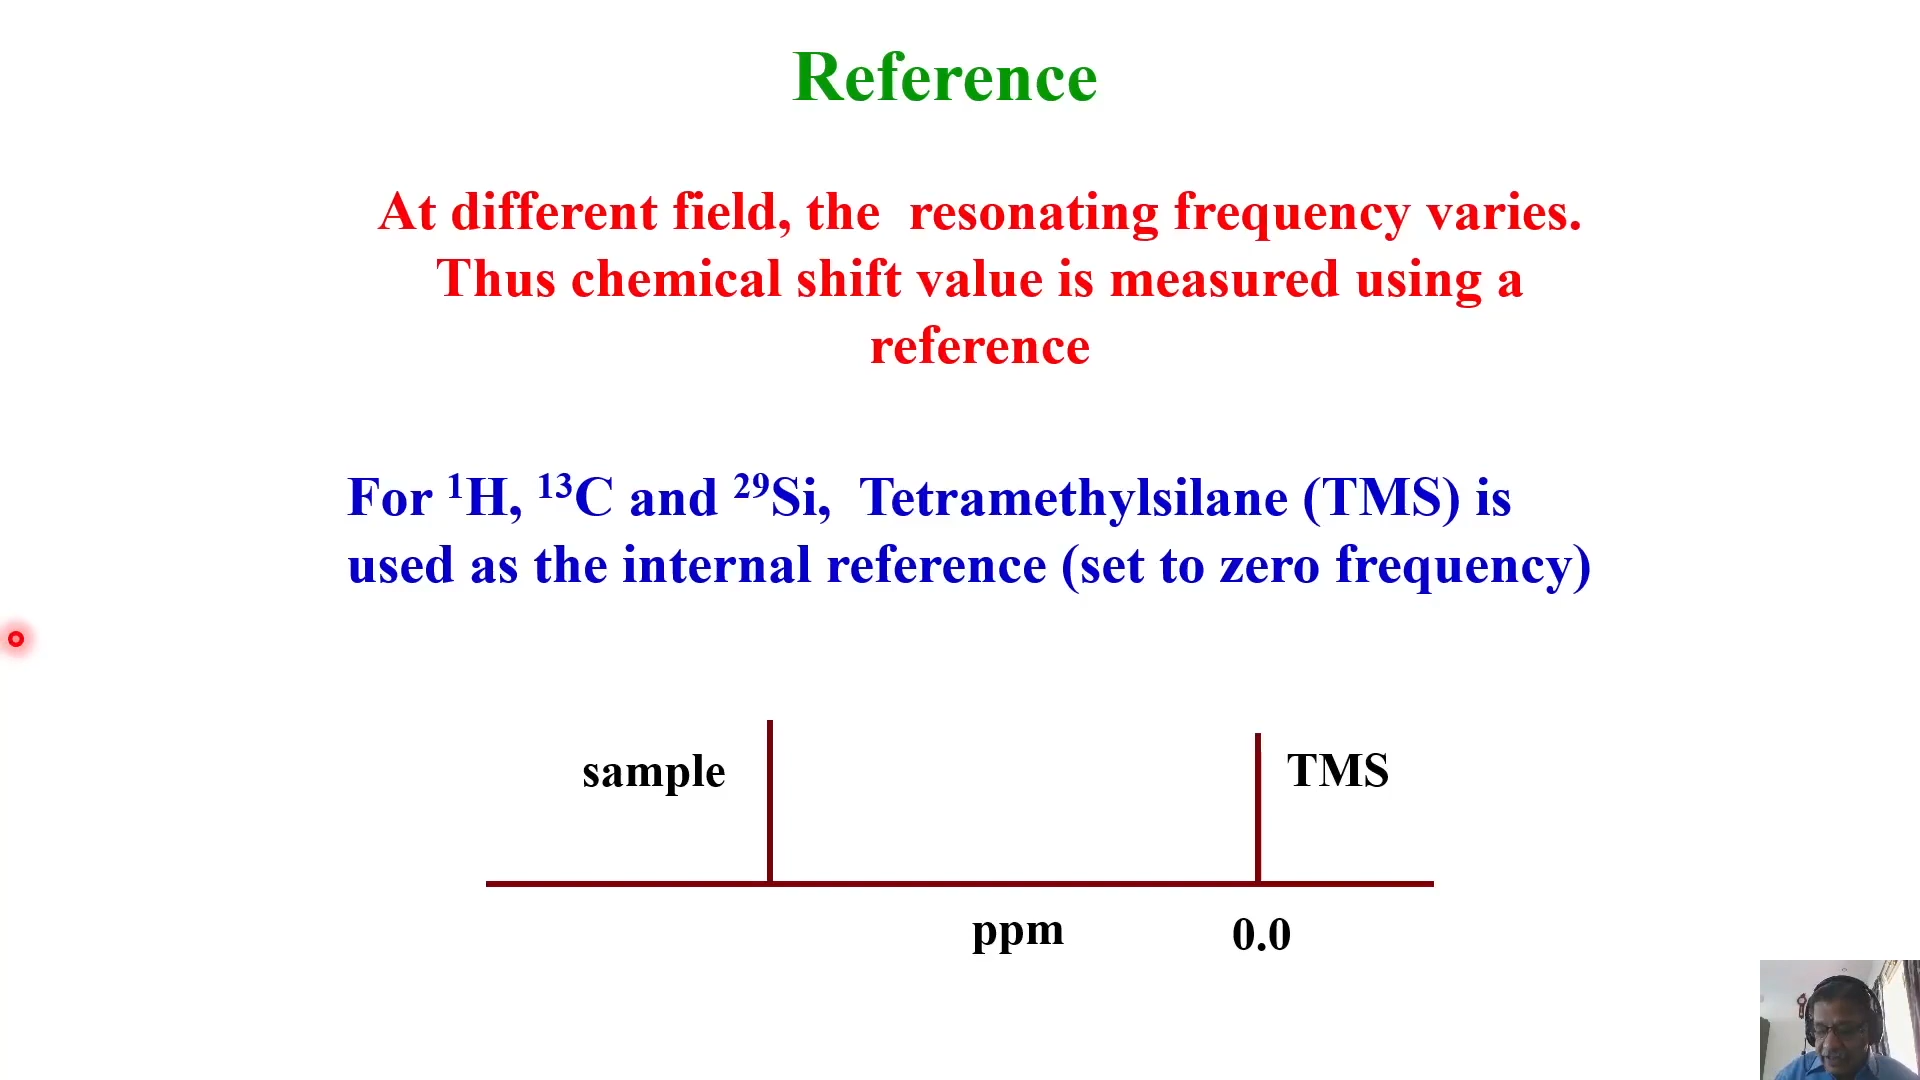 Reference
At different field, the resonating frequency varies.
Thus chemical shift value is measured using a
reference
For ¹H, ¹³C and ²⁹Si, Tetramethylsilane (TMS) is
used as the internal reference (set to zero frequency)
sample
TMS
ppm
0.0